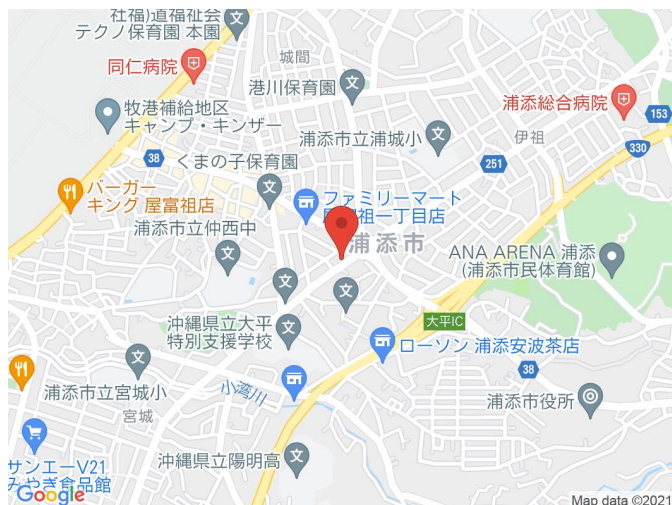 社福)道福祉会
テクノ保育園 本園
城間
同仁病院
港川保育園
浦添総合病院
牧港補給地区
キャンプ・キンザー
浦添市立浦城小
153
伊祖
330
38
251
くまの子保育園
バーガー
キング 屋富祖店
ファミリーマート
屋富祖一丁目店
浦添市立仲西中
浦添市
ANA ARENA 浦添
(浦添市民体育館)
沖縄県立大平
特別支援学校
大平IC
ローソン 浦添安波茶店
浦添市立宮城小
小湾川
38
宮城
浦添市役所
サンエーV21
みやぎ食品館
沖縄県立陽明高
Google
Map data ©2021